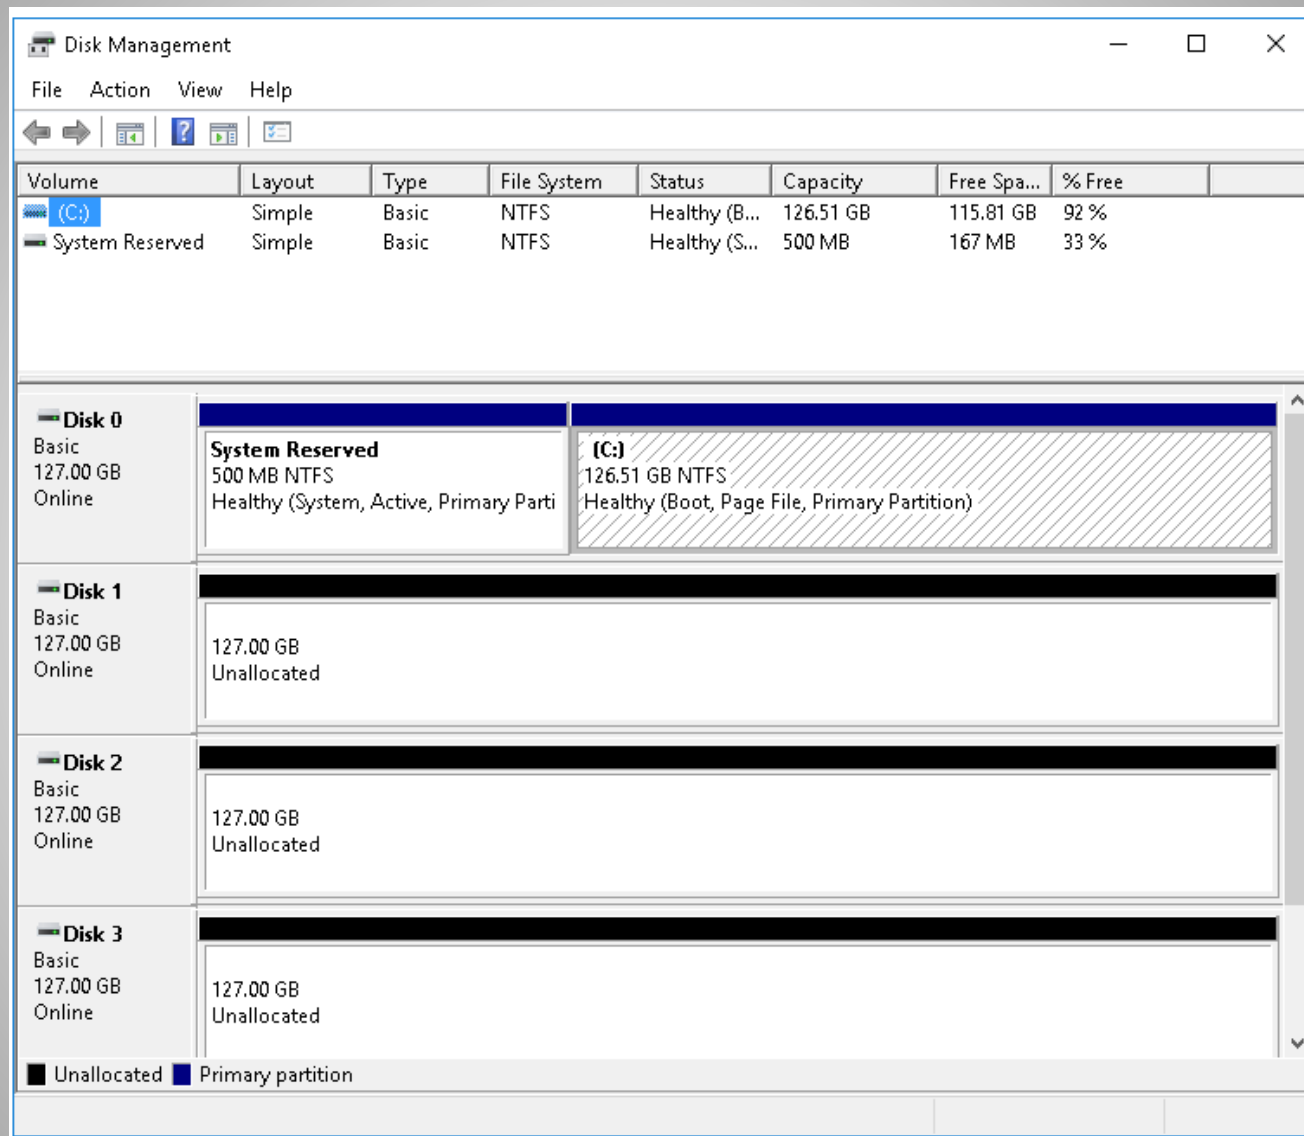 Disk Management
File Action View Help
Volume Layout Type File System Status Capacity Free Spa... % Free
(C:) Simple Basic NTFS Healthy (B... 126.51 GB 115.81 GB 92 %
System Reserved Simple Basic NTFS Healthy (S... 500 MB 167 MB 33 %
Disk 0
Basic
127.00 GB
Online
System Reserved
500 MB NTFS
Healthy (System, Active, Primary Parti
(C:)
126.51 GB NTFS
Healthy (Boot, Page File, Primary Partition)
Disk 1
Basic
127.00 GB
Online
127.00 GB
Unallocated
Disk 2
Basic
127.00 GB
Online
127.00 GB
Unallocated
Disk 3
Basic
127.00 GB
Online
127.00 GB
Unallocated
Unallocated Primary partition